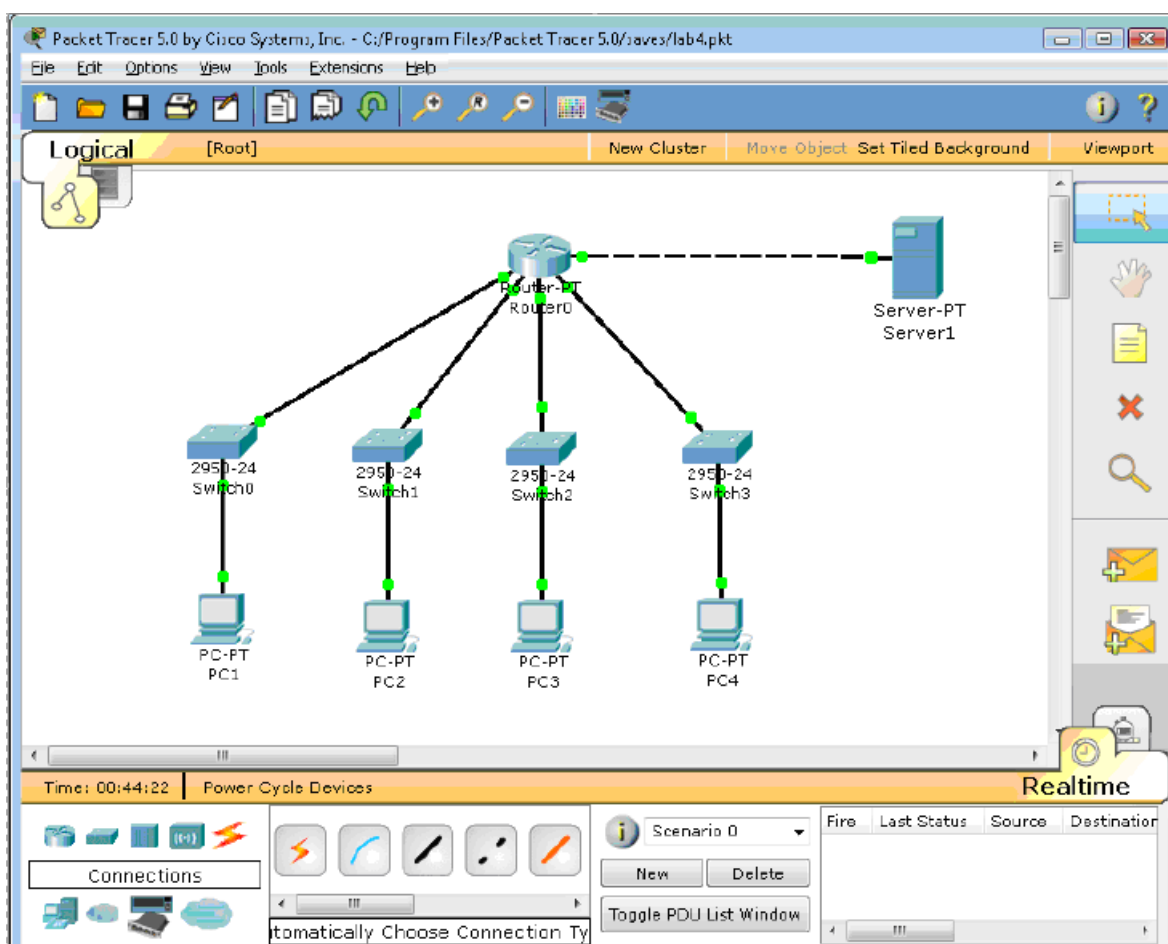 Packet Tracer 5.0 by Cisco Systems, Inc. - C:/Program Files/Packet Tracer 5.0/saves/lab4.pkt
File Edit Options View Tools Extensions Help
Logical [Root] New Cluster Move Object Set Tiled Background Viewport
Router-PT
Router0
Server-PT
Server1
2950-24
Switch0
2950-24
Switch1
2950-24
Switch2
2950-24
Switch3
PC-PT
PC1
PC-PT
PC2
PC-PT
PC3
PC-PT
PC4
Time: 00:44:22 Power Cycle Devices Realtime
Connections
utomatically Choose Connection Ty
Scenario 0
New Delete
Toggle PDU List Window
Fire Last Status Source Destination